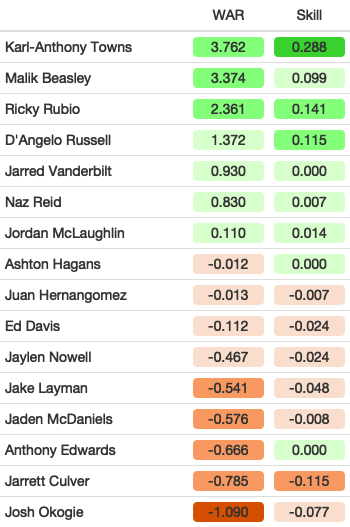 WAR Skill
Karl-Anthony Towns 3.762 0.288
Malik Beasley 3.374 0.099
Ricky Rubio 2.361 0.141
D'Angelo Russell 1.372 0.115
Jarred Vanderbilt 0.930 0.000
Naz Reid 0.830 0.007
Jordan McLaughlin 0.110 0.014
Ashton Hagans -0.012 0.000
Juan Hernangomez -0.013 -0.007
Ed Davis -0.112 -0.024
Jaylen Nowell -0.467 -0.024
Jake Layman -0.541 -0.048
Jaden McDaniels -0.576 -0.008
Anthony Edwards -0.666 0.000
Jarrett Culver -0.785 -0.115
Josh Okogie -1.090 -0.077